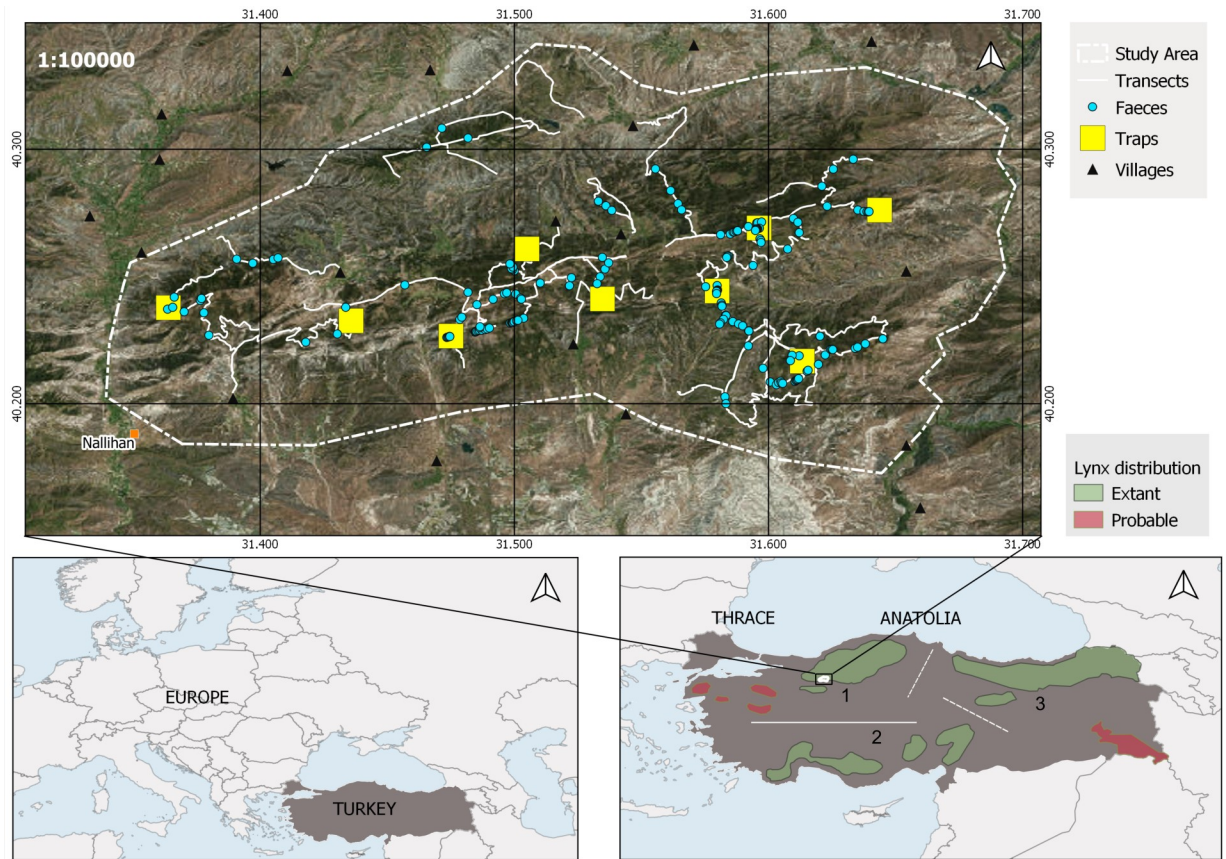 31.400 31.500 31.600 31.700
1:100000
Study Area
Transects
Faeces
Traps
Villages
40.300 40.300
40.200 40.200
Nallihan
Lynx distribution
Extant
Probable
31.400 31.500 31.600 31.700
EUROPE
TURKEY
THRACE ANATOLIA
1
2
3